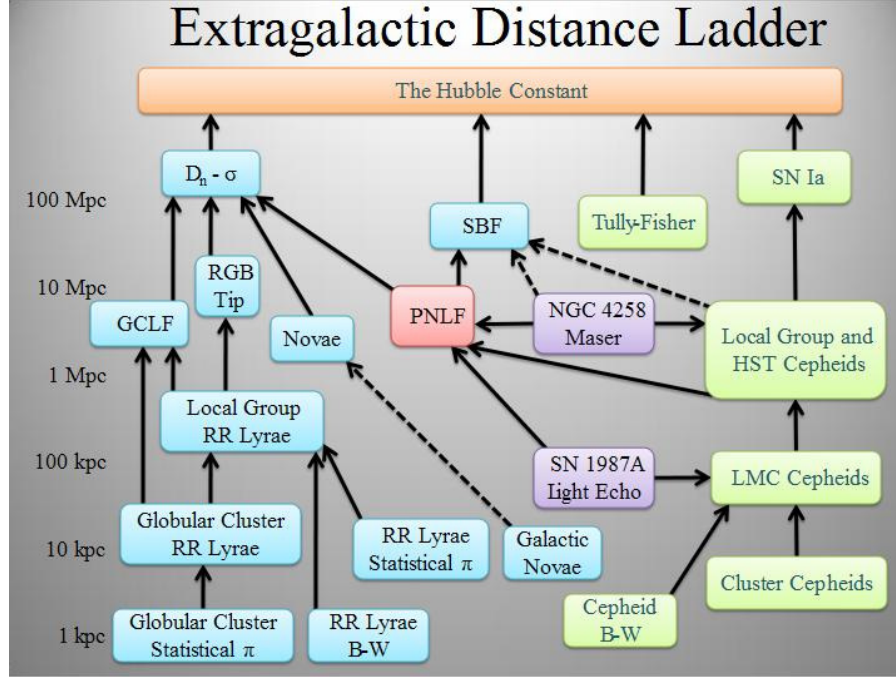 Extragalactic Distance Ladder
The Hubble Constant
Dn - σ
SN Ia
100 Mpc
SBF
Tully-Fisher
RGB
Tip
10 Mpc
GCLF
Novae
PNLF
NGC 4258
Maser
Local Group and
HST Cepheids
1 Mpc
Local Group
RR Lyrae
100 kpc
SN 1987A
Light Echo
LMC Cepheids
Globular Cluster
RR Lyrae
10 kpc
RR Lyrae
Statistical π
Galactic
Novae
Cluster Cepheids
1 kpc
Globular Cluster
Statistical π
RR Lyrae
B-W
Cepheid
B-W